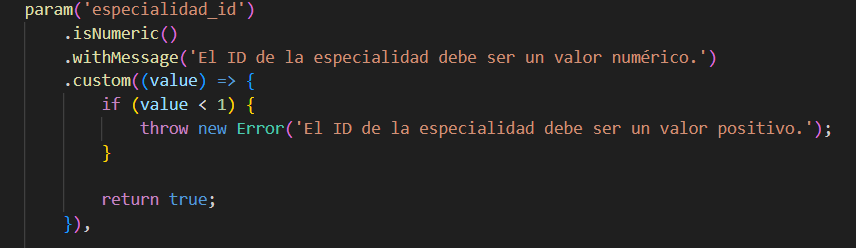 param('especialidad_id')
.isNumeric()
.withMessage('El ID de la especialidad debe ser un valor numérico.')
.custom((value) => {
if (value < 1) {
throw new Error('El ID de la especialidad debe ser un valor positivo.');
}
return true;
}),